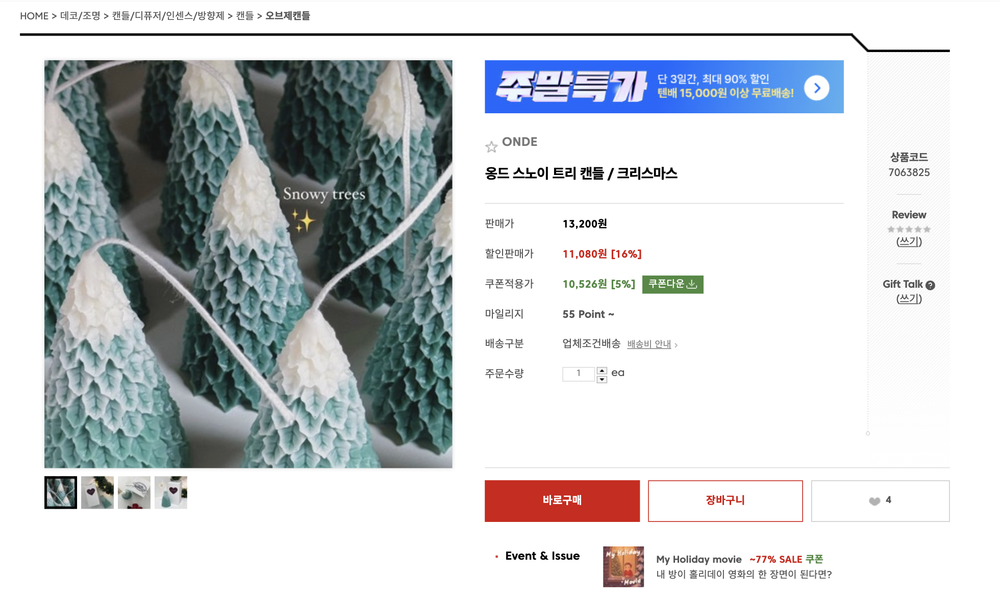 HOME > 데코/조명 > 캔들/디퓨저/인센스/방향제 > 캔들 > 오브제캔들
Snowy trees
주말특가
단 3일간, 최대 90% 할인
텐배 15,000원 이상 무료배송!
ONDE
옹드 스노이 트리 캔들 / 크리스마스
판매가 13,200원
할인판매가 11,080원 [16%]
쿠폰적용가 10,526원 [5%] 쿠폰다운
마일리지 55 Point ~
배송구분 업체조건배송 배송비 안내 >
주문수량 1 ea
상품코드
7063825
Review
(쓰기)
Gift Talk ?
(쓰기)
바로구매
장바구니
4
Event & Issue
My Holiday
Movie
My Holiday movie ~77% SALE 쿠폰
내 방이 홀리데이 영화의 한 장면이 된다면?